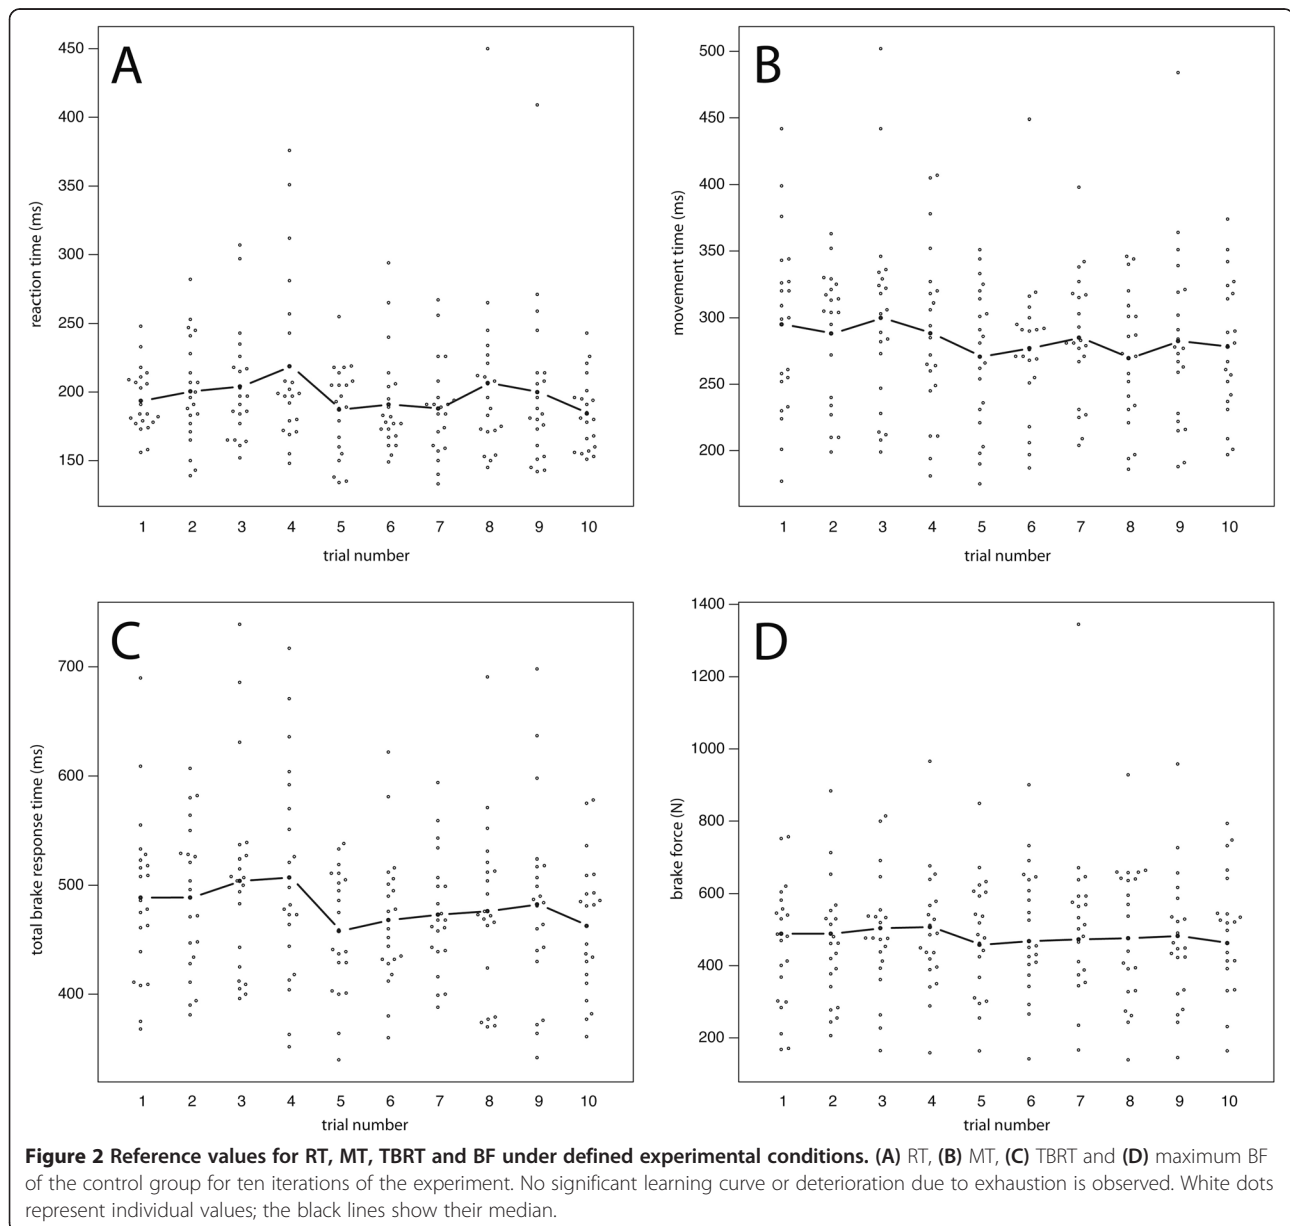 A
450
400
350
300
250
200
150
reaction time (ms)
1 2 3 4 5 6 7 8 9 10
trial number
B
500
450
400
350
300
250
200
movement time (ms)
1 2 3 4 5 6 7 8 9 10
trial number
C
700
600
500
400
total brake response time (ms)
1 2 3 4 5 6 7 8 9 10
trial number
D
1400
1200
1000
800
600
400
200
brake force (N)
1 2 3 4 5 6 7 8 9 10
trial number
Figure 2 Reference values for RT, MT, TBRT and BF under defined experimental conditions. (A) RT, (B) MT, (C) TBRT and (D) maximum BF
of the control group for ten iterations of the experiment. No significant learning curve or deterioration due to exhaustion is observed. White dots
represent individual values; the black lines show their median.